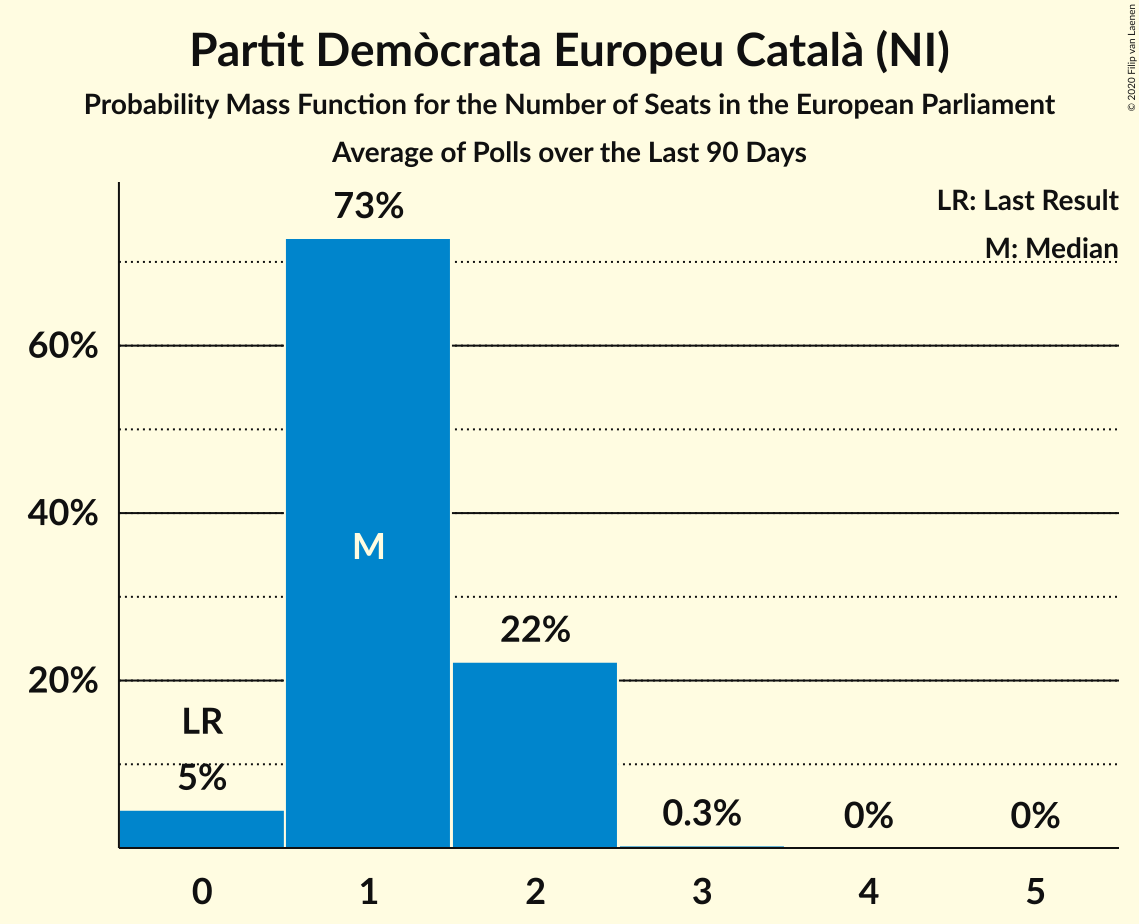 Partit Demòcrata Europeu Català (NI)
Probability Mass Function for the Number of Seats in the European Parliament
Average of Polls over the Last 90 Days
© 2020 Filip van Laenen
LR: Last Result
M: Median
73%
60%
M
40%
22%
20%
LR
5%
0.3%
0%
0%
0
1
2
3
4
5